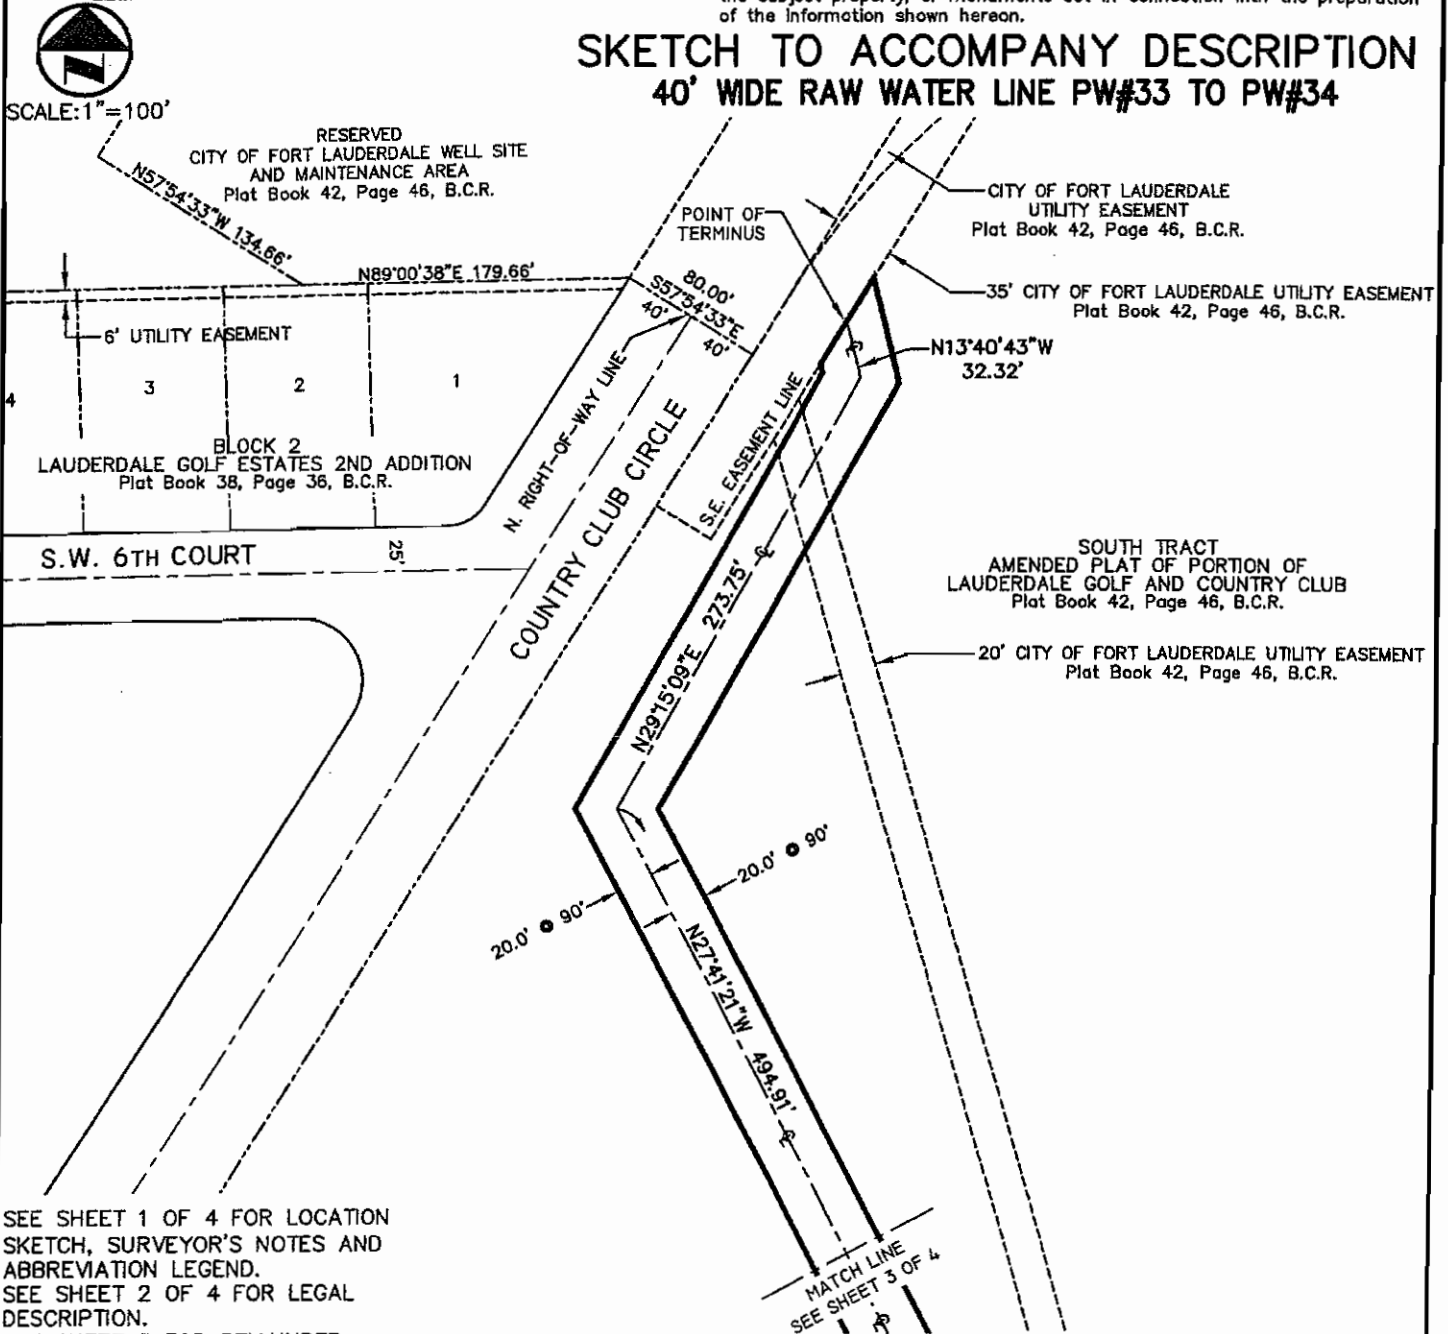 of the information shown hereon.
SKETCH TO ACCOMPANY DESCRIPTION
40' WIDE RAW WATER LINE PW#33 TO PW#34
SCALE:1"=100'
RESERVED
CITY OF FORT LAUDERDALE WELL SITE
AND MAINTENANCE AREA
Plat Book 42, Page 46, B.C.R.
N57°54'33"W 134.66'
CITY OF FORT LAUDERDALE
UTILITY EASEMENT
Plat Book 42, Page 46, B.C.R.
POINT OF
TERMINUS
N89°00'38"E 179.66'
80.00'
S57°54'33"E
40'
40'
35' CITY OF FORT LAUDERDALE UTILITY EASEMENT
Plat Book 42, Page 46, B.C.R.
6' UTILITY EASEMENT
N13°40'43"W
32.32'
4
3
2
1
BLOCK 2
LAUDERDALE GOLF ESTATES 2ND ADDITION
Plat Book 38, Page 36, B.C.R.
N. RIGHT-OF-WAY LINE
COUNTRY CLUB CIRCLE
S.E. EASEMENT LINE
S.W. 6TH COURT
25'
SOUTH TRACT
AMENDED PLAT OF PORTION OF
LAUDERDALE GOLF AND COUNTRY CLUB
Plat Book 42, Page 46, B.C.R.
N29°15'09"E 273.75'
20' CITY OF FORT LAUDERDALE UTILITY EASEMENT
Plat Book 42, Page 46, B.C.R.
20.0' @ 90'
20.0' @ 90'
N27°41'21"W 494.91'
MATCH LINE
SEE SHEET 3 OF 4
SEE SHEET 1 OF 4 FOR LOCATION
SKETCH, SURVEYOR'S NOTES AND
ABBREVIATION LEGEND.
SEE SHEET 2 OF 4 FOR LEGAL
DESCRIPTION.